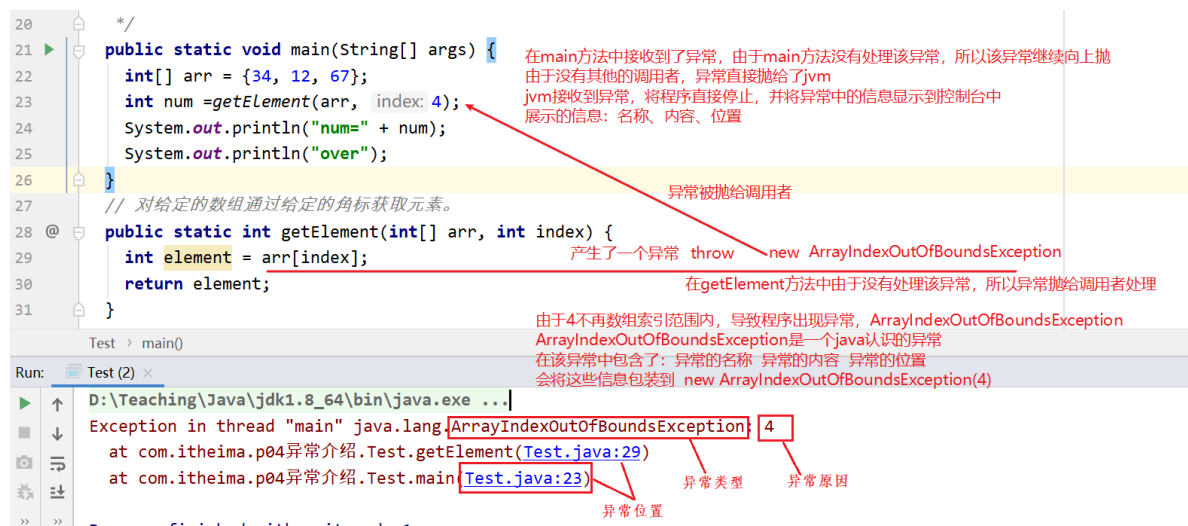 20 */
21 public static void main(String[] args) {
在main方法中接收到了异常，由于main方法没有处理该异常，所以该异常继续向上抛
22 int[] arr = {34, 12, 67};
由于没有其他的调用者，异常直接抛给了jvm
23 int num =getElement(arr, index: 4);
jvm接收到异常，将程序直接停止，并将异常中的信息显示到控制台中
展示的信息：名称、内容、位置
24 System.out.println("num=" + num);
25 System.out.println("over");
26 }
异常被抛给调用者
27 // 对给定的数组通过给定的角标获取元素。
28 @ public static int getElement(int[] arr, int index) {
产生了一个异常 throw new ArrayIndexOutOfBoundsException
29 int element = arr[index];
30 return element;
在getElement方法中由于没有处理该异常，所以异常抛给调用者处理
31 }
由于4不再数组索引范围内，导致程序出现异常，ArrayIndexOutOfBoundsException
ArrayIndexOutOfBoundsException是一个java认识的异常
在该异常中包含了：异常的名称 异常的内容 异常的位置
会将这些信息包装到 new ArrayIndexOutOfBoundsException(4)
Test › main()
Run: Test (2) ×
D:\Teaching\Java\jdk1.8_64\bin\java.exe ...
Exception in thread "main" java.lang.ArrayIndexOutOfBoundsException: 4
at com.itheima.p04异常介绍.Test.getElement(Test.java:29)
at com.itheima.p04异常介绍.Test.main(Test.java:23)
异常类型
异常原因
异常位置